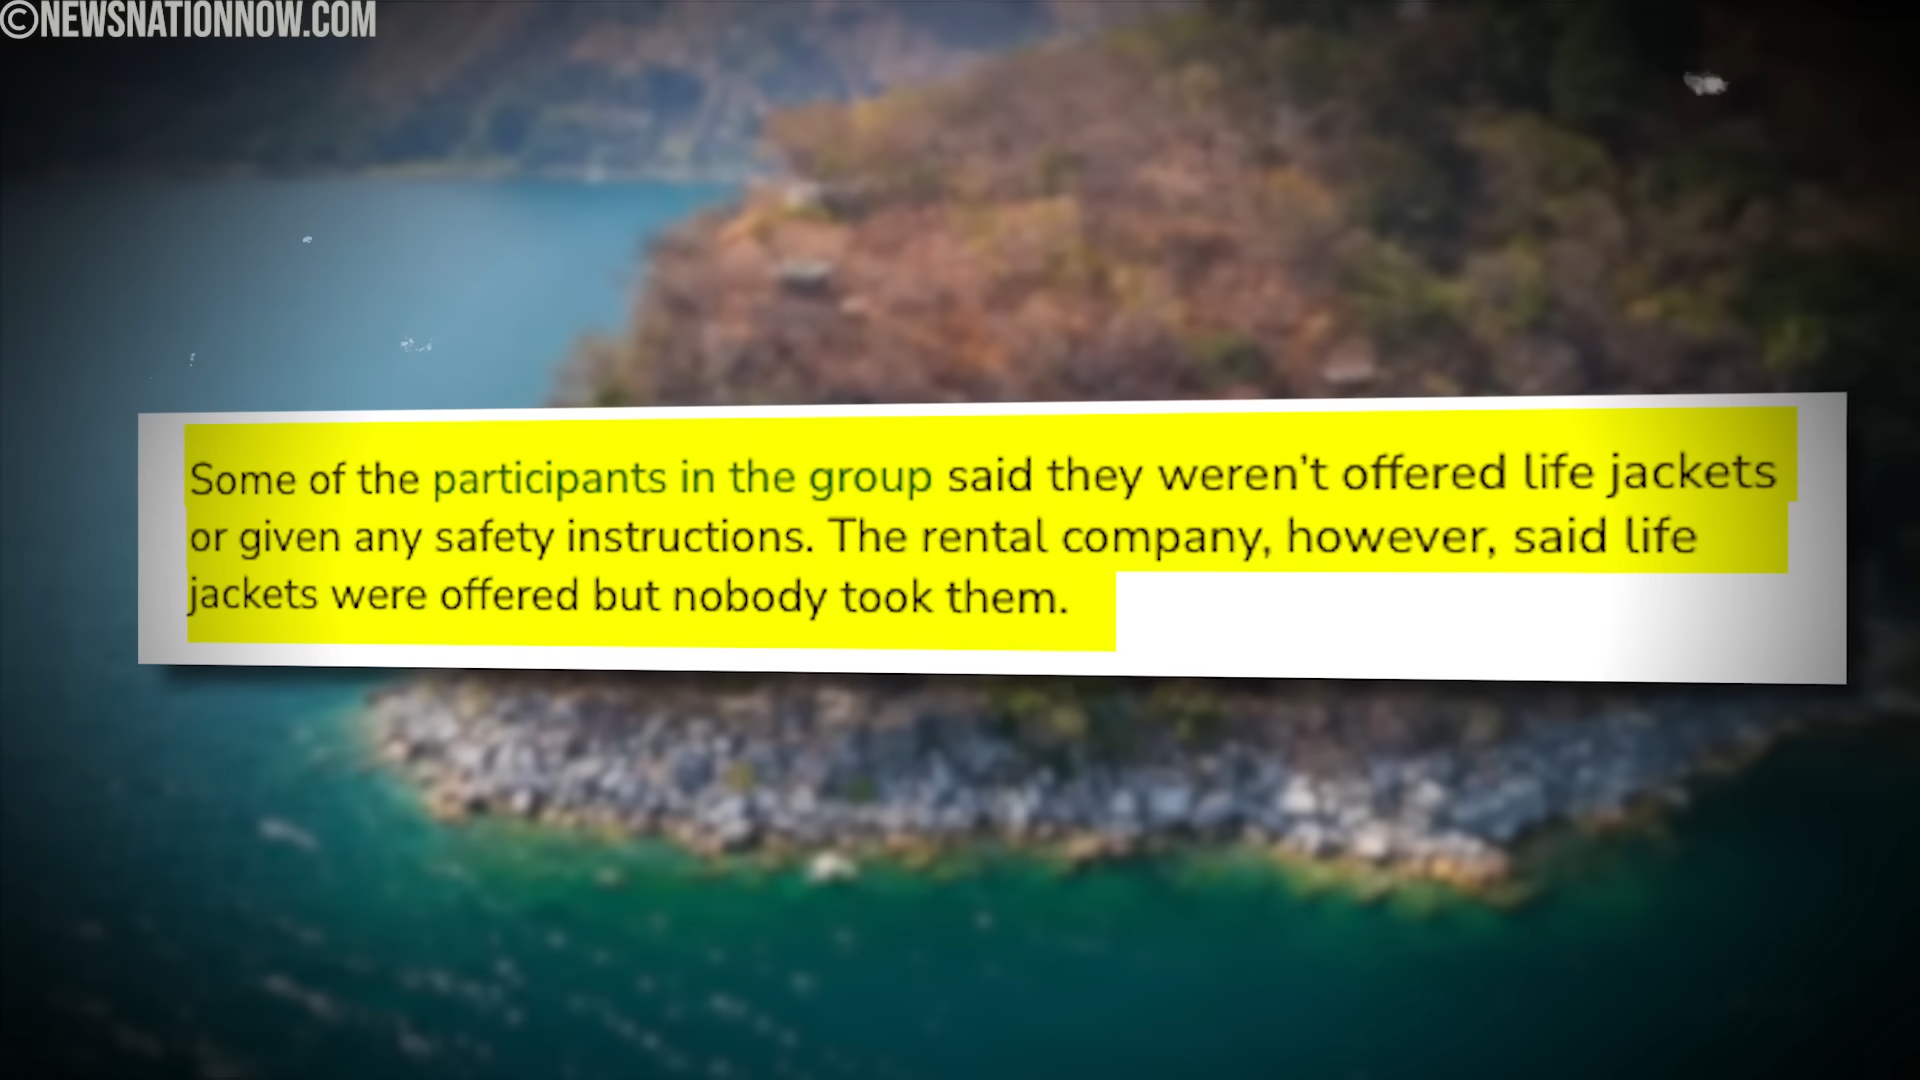 ©NEWSNATIONNOW.COM
Some of the participants in the group said they weren't offered life jackets
or given any safety instructions. The rental company, however, said life
jackets were offered but nobody took them.